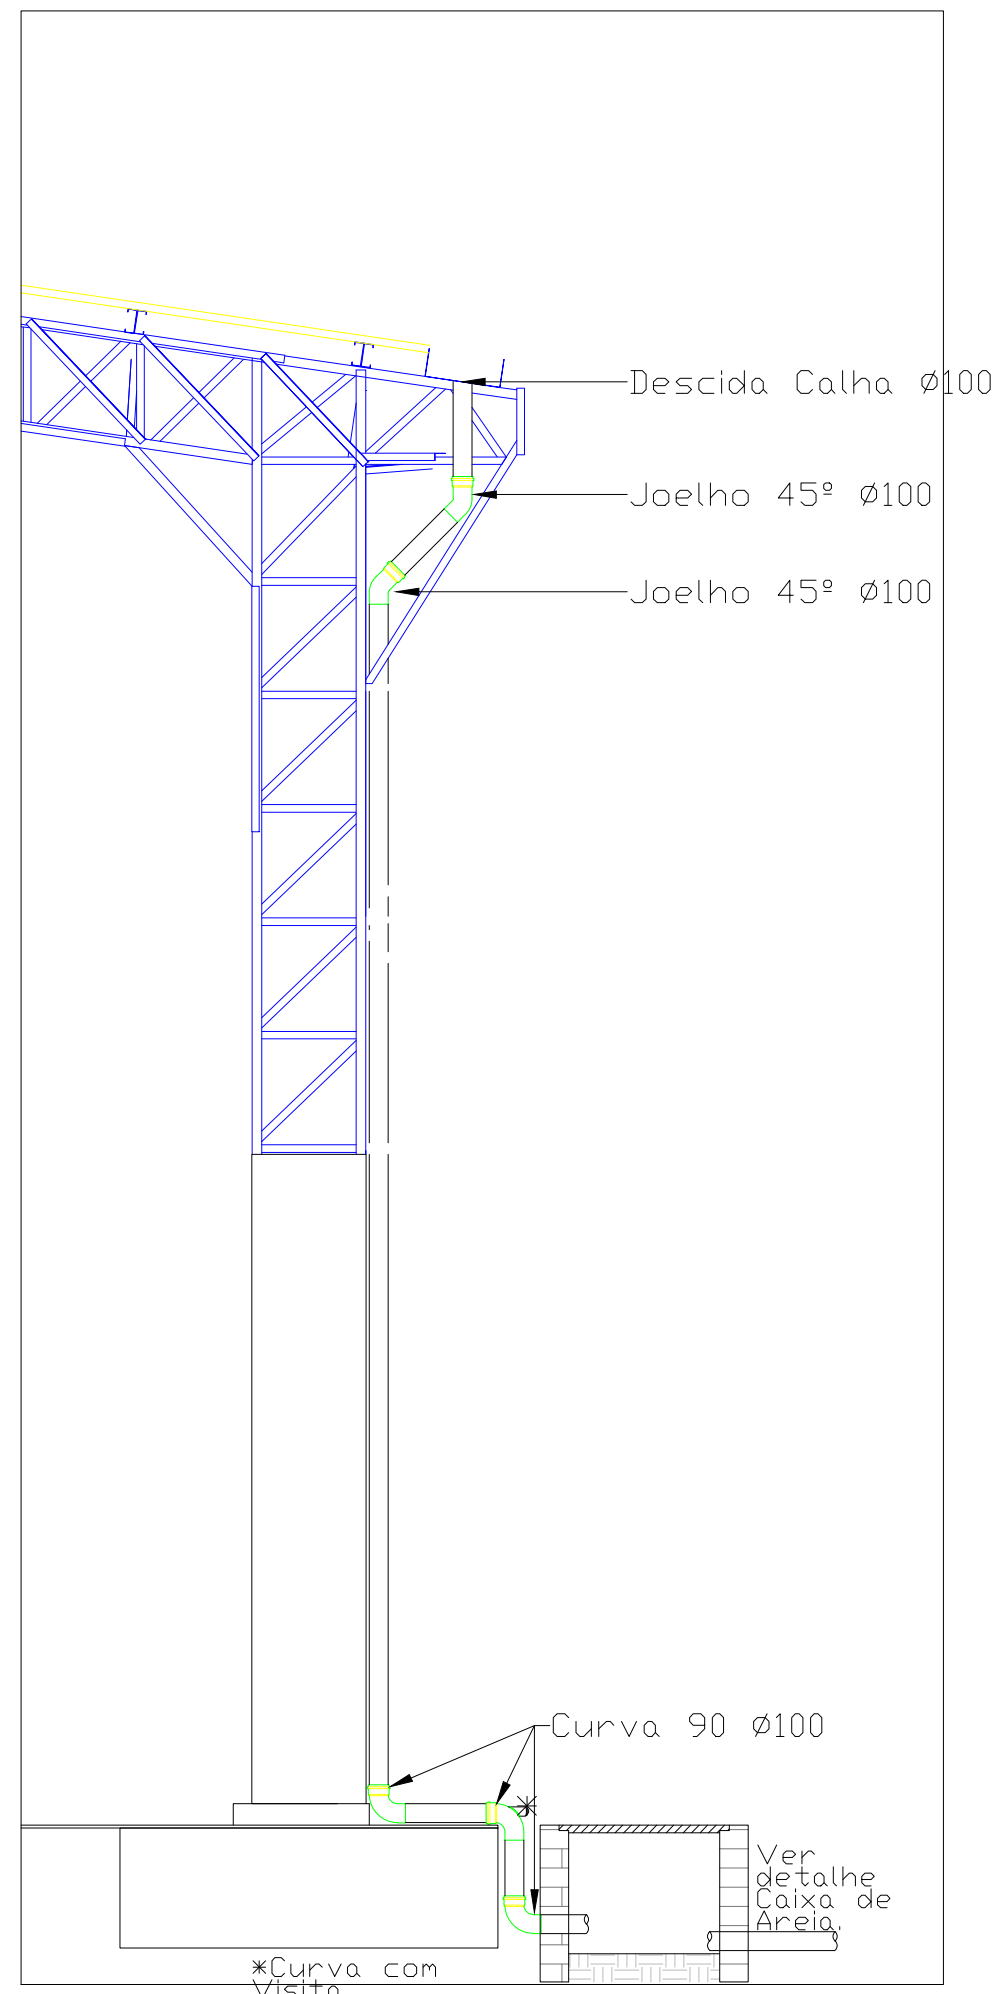 Descida Calha Ø100
Joelho 45º Ø100
Joelho 45º Ø100
Curva 90 Ø100
*
Ver
detalhe
Caixa de
Areia.
*Curva com
Visita